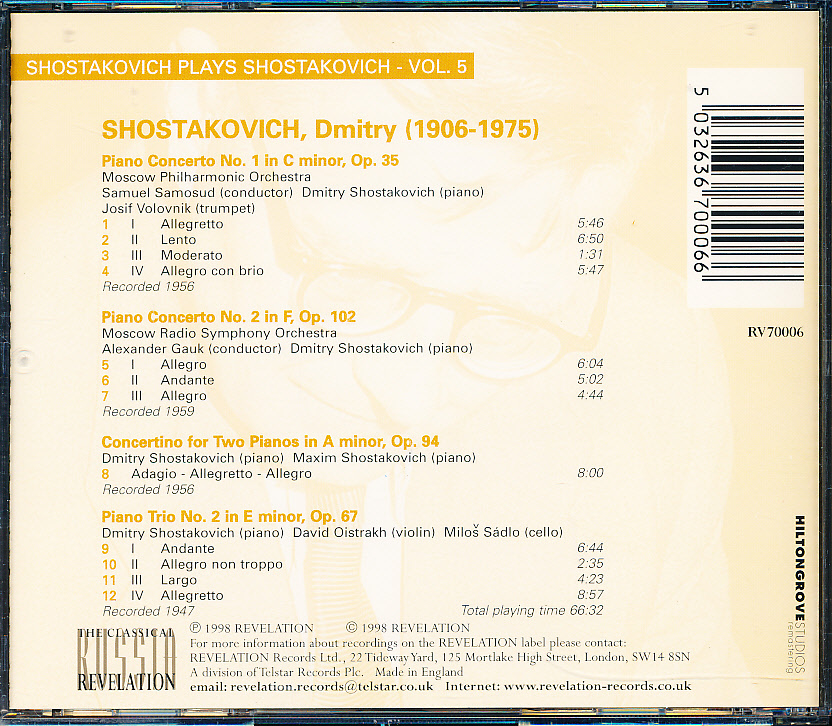 SHOSTAKOVICH PLAYS SHOSTAKOVICH - VOL. 5
SHOSTAKOVICH, Dmitry (1906-1975)
Piano Concerto No. 1 in C minor, Op. 35
Moscow Philharmonic Orchestra
Samuel Samosud (conductor) Dmitry Shostakovich (piano)
Josif Volovnik (trumpet)
1 I Allegretto 5:46
2 II Lento 6:50
3 III Moderato 1:31
4 IV Allegro con brio 5:47
Recorded 1956
Piano Concerto No. 2 in F, Op. 102
Moscow Radio Symphony Orchestra
Alexander Gauk (conductor) Dmitry Shostakovich (piano)
5 I Allegro 6:04
6 II Andante 5:02
7 III Allegro 4:44
Recorded 1959
Concertino for Two Pianos in A minor, Op. 94
Dmitry Shostakovich (piano) Maxim Shostakovich (piano)
8 Adagio - Allegretto - Allegro 8:00
Recorded 1956
Piano Trio No. 2 in E minor, Op. 67
Dmitry Shostakovich (piano) David Oistrakh (violin) Miloš Sádlo (cello)
9 I Andante 6:44
10 II Allegro non troppo 2:35
11 III Largo 4:23
12 IV Allegretto 8:57
Recorded 1947 Total playing time 66:32
THE CLASSICAL
RUSSIA
REVELATION
℗ 1998 REVELATION © 1998 REVELATION
For more information about recordings on the REVELATION label please contact:
REVELATION Records Ltd., 22 Tideway Yard, 125 Mortlake High Street, London, SW14 8SN
A division of Telstar Records Plc. Made in England
email: revelation.records@telstar.co.uk Internet: www.revelation-records.co.uk
5 032636 700066
RV70006
HILTONGROVE STUDIOS
remastering